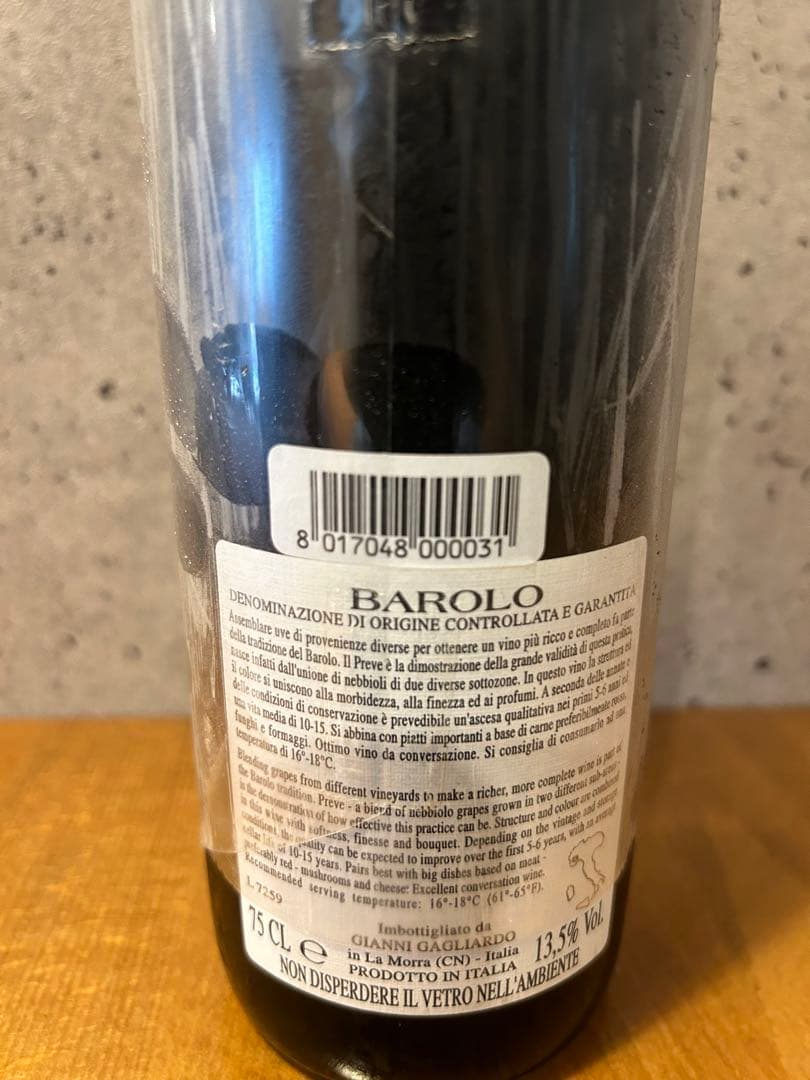 8 017048 000031
BAROLO
DENOMINAZIONE DI ORIGINE CONTROLLATA E GARANTITA
Assemblare uve di provenienze diverse per ottenere un vino più ricco e completo fa parte
della tradizione del Barolo. Il Preve è la dimostrazione della grande validità di questa pratica,
nasce infatti dall'unione di nebbioli di due diverse sottozone. In questo vino la struttura ed
il colore si uniscono alla morbidezza, alla finezza ed ai profumi. A seconda delle annate e
delle condizioni di conservazione è prevedibile un'ascesa qualitativa nei primi 5-6 anni ed
una vita media di 10-15. Si abbina con piatti importanti a base di carne preferibilmente rossa,
funghi e formaggi. Ottimo vino da conversazione. Si consiglia di consumarlo ad una
temperatura di 16°-18°C.
Blending grapes from different vineyards to make a richer, more complete wine is part of
the Barolo tradition. Preve - a blend of nebbiolo grapes grown in two different sub-zones -
is the demonstration of how effective this practice can be. Structure and colour are combined
in this wine with softness, finesse and bouquet. Depending on the vintage and storage
conditions, the quality can be expected to improve over the first 5-6 years, with an average
cellar life of 10-15 years. Pairs best with big dishes based on meat -
preferably red - mushrooms and cheese. Excellent conversation wine.
Recommended serving temperature: 16°-18°C (61°-65°F).
L 7259
75 CL e
Imbottigliato da
GIANNI GAGLIARDO
in La Morra (CN) - Italia
13,5% Vol.
PRODOTTO IN ITALIA
NON DISPERDERE IL VETRO NELL'AMBIENTE